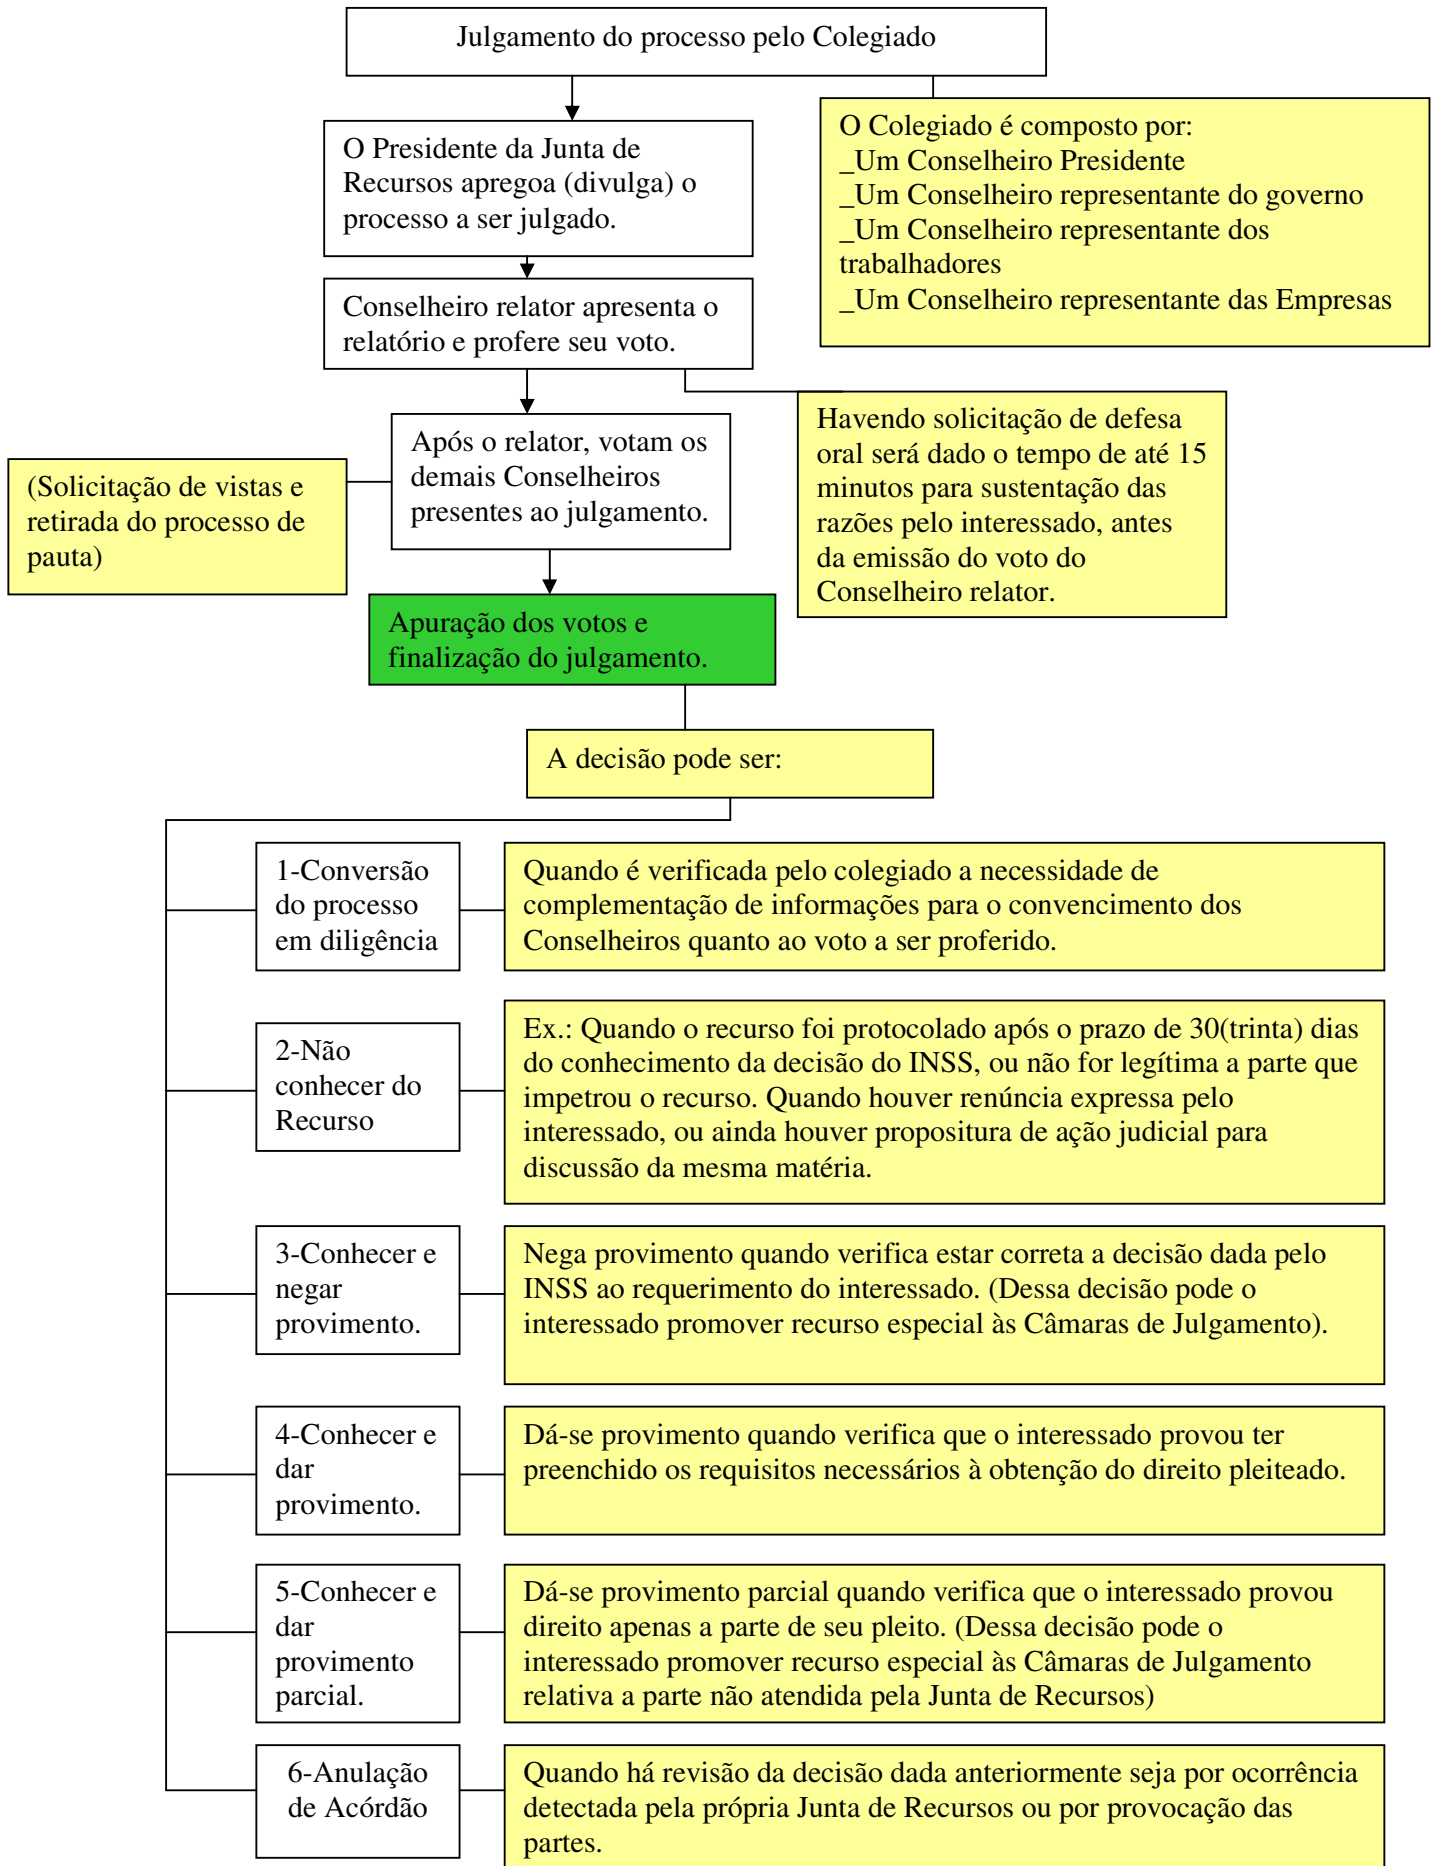 Julgamento do processo pelo Colegiado
O Presidente da Junta de
Recursos apregoa (divulga) o
processo a ser julgado.
O Colegiado é composto por:
_Um Conselheiro Presidente
_Um Conselheiro representante do governo
_Um Conselheiro representante dos
trabalhadores
_Um Conselheiro representante das Empresas
Conselheiro relator apresenta o
relatório e profere seu voto.
Havendo solicitação de defesa
oral será dado o tempo de até 15
minutos para sustentação das
razões pelo interessado, antes
da emissão do voto do
Conselheiro relator.
Após o relator, votam os
demais Conselheiros
presentes ao julgamento.
(Solicitação de vistas e
retirada do processo de
pauta)
Apuração dos votos e
finalização do julgamento.
A decisão pode ser:
1-Conversão
do processo
em diligência
Quando é verificada pelo colegiado a necessidade de
complementação de informações para o convencimento dos
Conselheiros quanto ao voto a ser proferido.
2-Não
conhecer do
Recurso
Ex.: Quando o recurso foi protocolado após o prazo de 30(trinta) dias
do conhecimento da decisão do INSS, ou não for legítima a parte que
impetrou o recurso. Quando houver renúncia expressa pelo
interessado, ou ainda houver propositura de ação judicial para
discussão da mesma matéria.
3-Conhecer e
negar
provimento.
Nega provimento quando verifica estar correta a decisão dada pelo
INSS ao requerimento do interessado. (Dessa decisão pode o
interessado promover recurso especial às Câmaras de Julgamento).
4-Conhecer e
dar
provimento.
Dá-se provimento quando verifica que o interessado provou ter
preenchido os requisitos necessários à obtenção do direito pleiteado.
5-Conhecer e
dar
provimento
parcial.
Dá-se provimento parcial quando verifica que o interessado provou
direito apenas a parte de seu pleito. (Dessa decisão pode o
interessado promover recurso especial às Câmaras de Julgamento
relativa a parte não atendida pela Junta de Recursos)
6-Anulação
de Acórdão
Quando há revisão da decisão dada anteriormente seja por ocorrência
detectada pela própria Junta de Recursos ou por provocação das
partes.